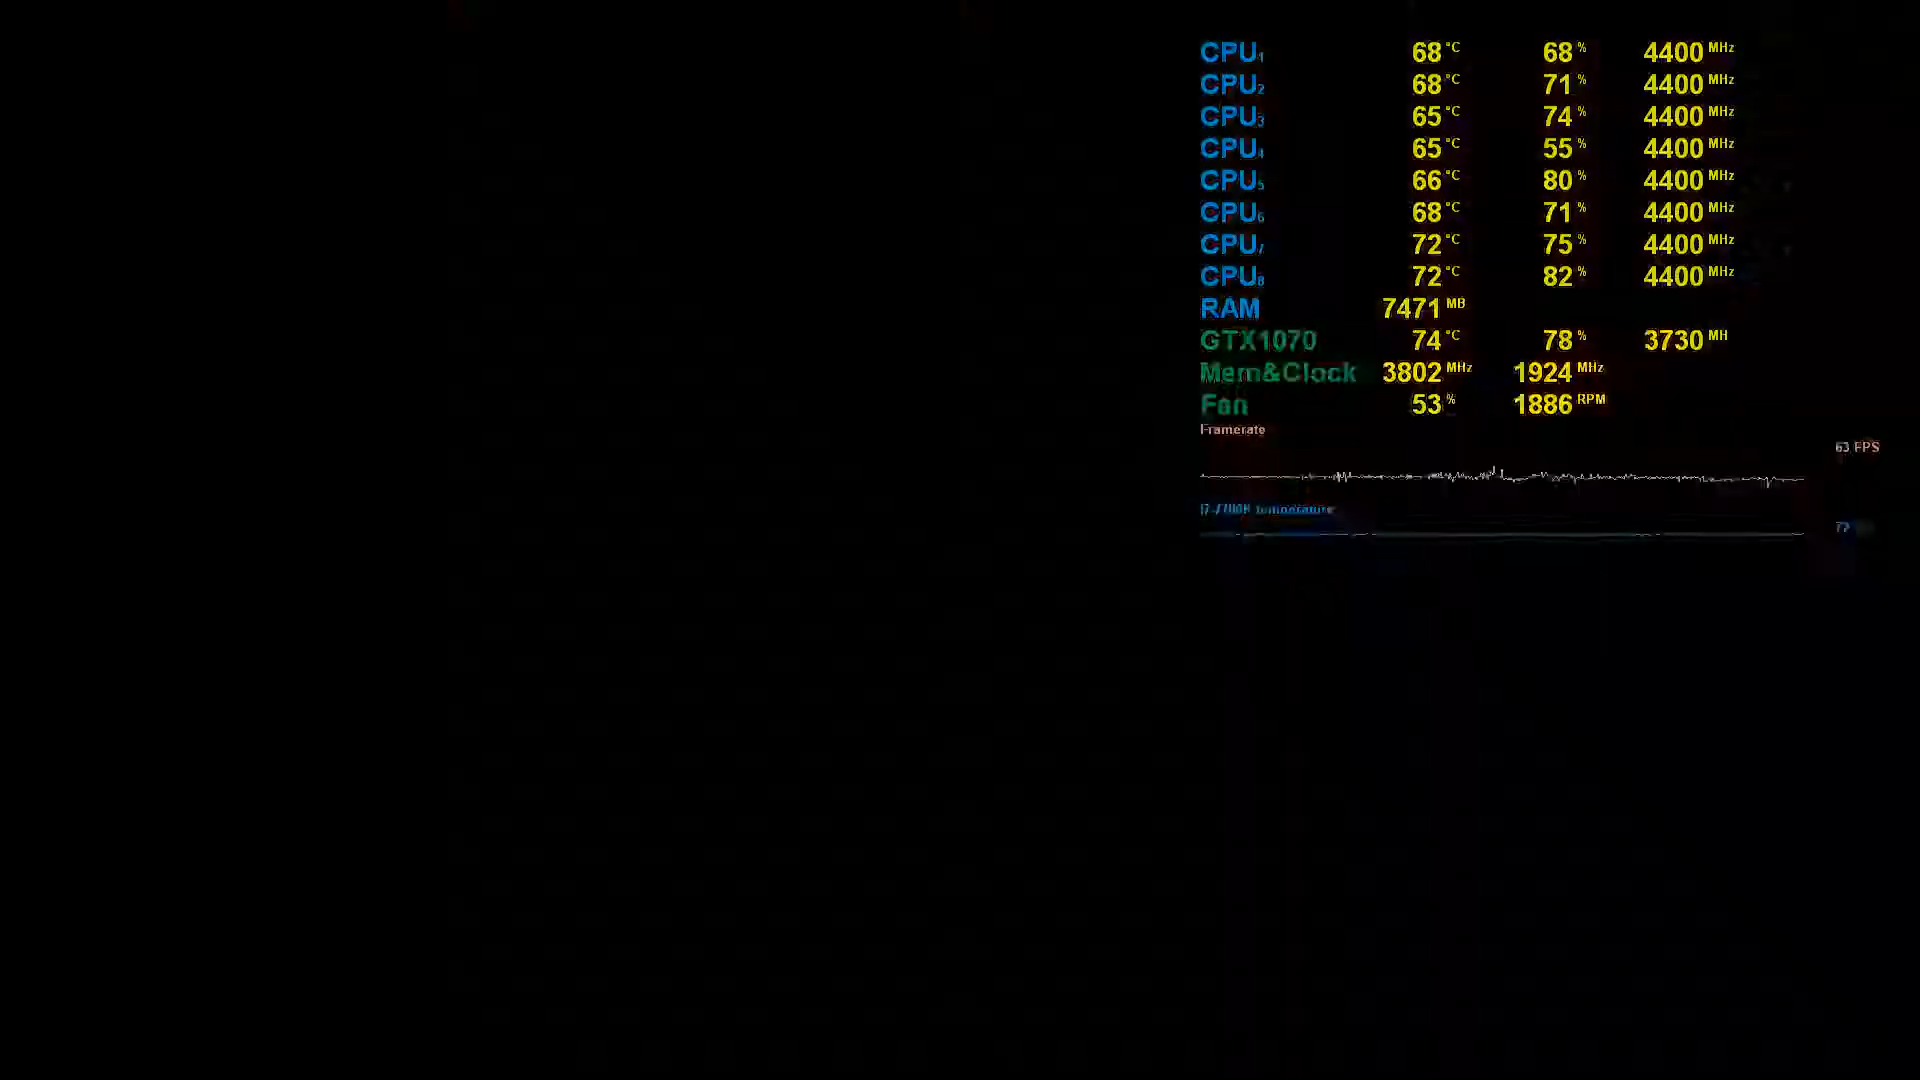 CPU1 68 °C 68 % 4400 MHz
CPU2 68 °C 71 % 4400 MHz
CPU3 65 °C 74 % 4400 MHz
CPU4 65 °C 55 % 4400 MHz
CPU5 66 °C 80 % 4400 MHz
CPU6 68 °C 71 % 4400 MHz
CPU7 72 °C 75 % 4400 MHz
CPU8 72 °C 82 % 4400 MHz
RAM 7471 MB
GTX1070 74 °C 78 % 3730 MH
Mem&Clock 3802 MHz 1924 MHz
Fan 53 % 1886 RPM
Framerate
63 FPS
temperature
72